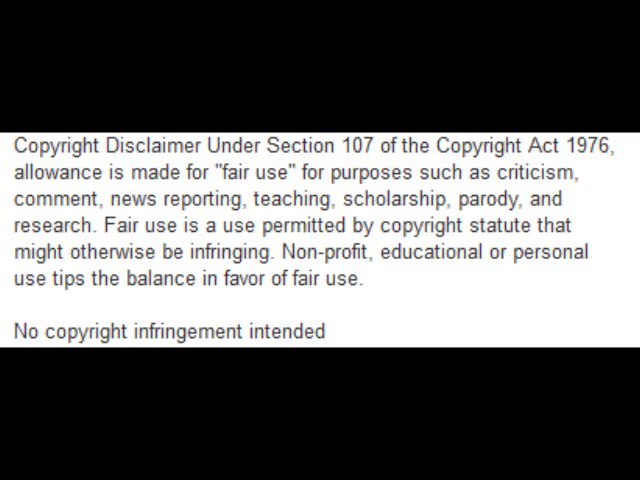 Copyright Disclaimer Under Section 107 of the Copyright Act 1976,
allowance is made for "fair use" for purposes such as criticism,
comment, news reporting, teaching, scholarship, parody, and
research. Fair use is a use permitted by copyright statute that
might otherwise be infringing. Non-profit, educational or personal
use tips the balance in favor of fair use.
No copyright infringement intended